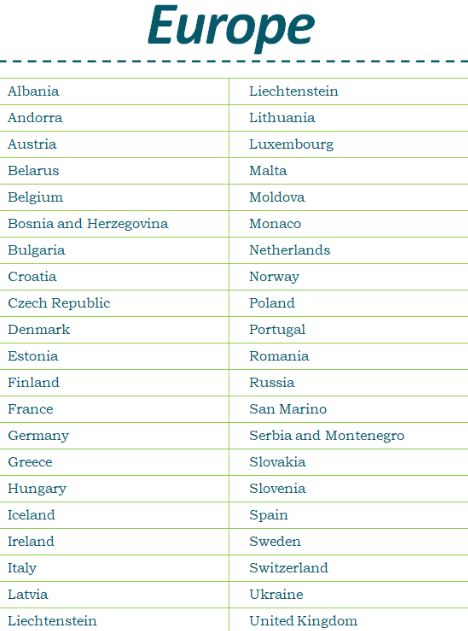 Europe
Albania
Liechtenstein
Andorra
Lithuania
Austria
Luxembourg
Belarus
Malta
Belgium
Moldova
Bosnia and Herzegovina
Monaco
Bulgaria
Netherlands
Croatia
Norway
Czech Republic
Poland
Denmark
Portugal
Estonia
Romania
Finland
Russia
France
San Marino
Germany
Serbia and Montenegro
Greece
Slovakia
Hungary
Slovenia
Iceland
Spain
Ireland
Sweden
Italy
Switzerland
Latvia
Ukraine
Liechtenstein
United Kingdom